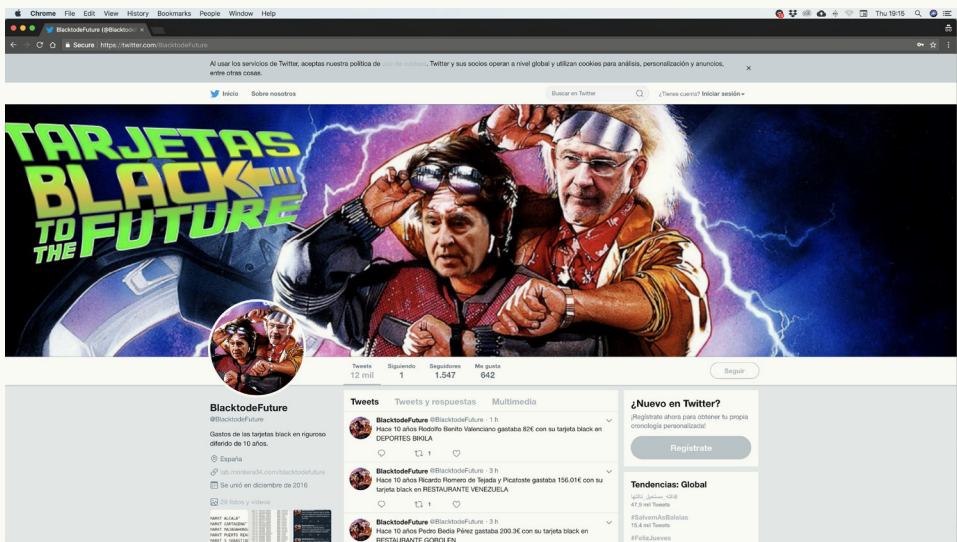 Chrome File Edit View History Bookmarks People Window Help
Thu 19:15
BlacktodeFuture (@Blacktode
Secure https://twitter.com/BlacktodeFuture
Al usar los servicios de Twitter, aceptas nuestra política de uso de cookies. Twitter y sus socios operan a nivel global y utilizan cookies para análisis, personalización y anuncios,
entre otras cosas.
Inicio Sobre nosotros
Buscar en Twitter
¿Tienes cuenta? Iniciar sesión
TARJETAS
BLACK
TO THE FUTURE
Tweets Siguiendo Seguidores Me gusta
12 mil 1 1.547 642
Seguir
BlacktodeFuture
@BlacktodeFuture
Gastos de las tarjetas black en riguroso
diferido de 10 años.
España
lab.montera34.com/blacktodefuture
Se unió en diciembre de 2016
29 fotos y vídeos
Tweets Tweets y respuestas Multimedia
BlacktodeFuture @BlacktodeFuture · 1 h
Hace 10 años Rodolfo Benito Valenciano gastaba 82€ con su tarjeta black en
DEPORTES BIKILA
1
BlacktodeFuture @BlacktodeFuture · 3 h
Hace 10 años Ricardo Romero de Tejada y Picatoste gastaba 156.01€ con su
tarjeta black en RESTAURANTE VENEZUELA
1
BlacktodeFuture @BlacktodeFuture · 3 h
Hace 10 años Pedro Bedia Pérez gastaba 200.3€ con su tarjeta black en
RESTAURANTE GOROLEN
¿Nuevo en Twitter?
¡Regístrate ahora para obtener tu propia
cronología personalizada!
Regístrate
Tendencias: Global
47,9 mil Tweets
#SalvemAsBaleias
15,4 mil Tweets
#FelizJueves